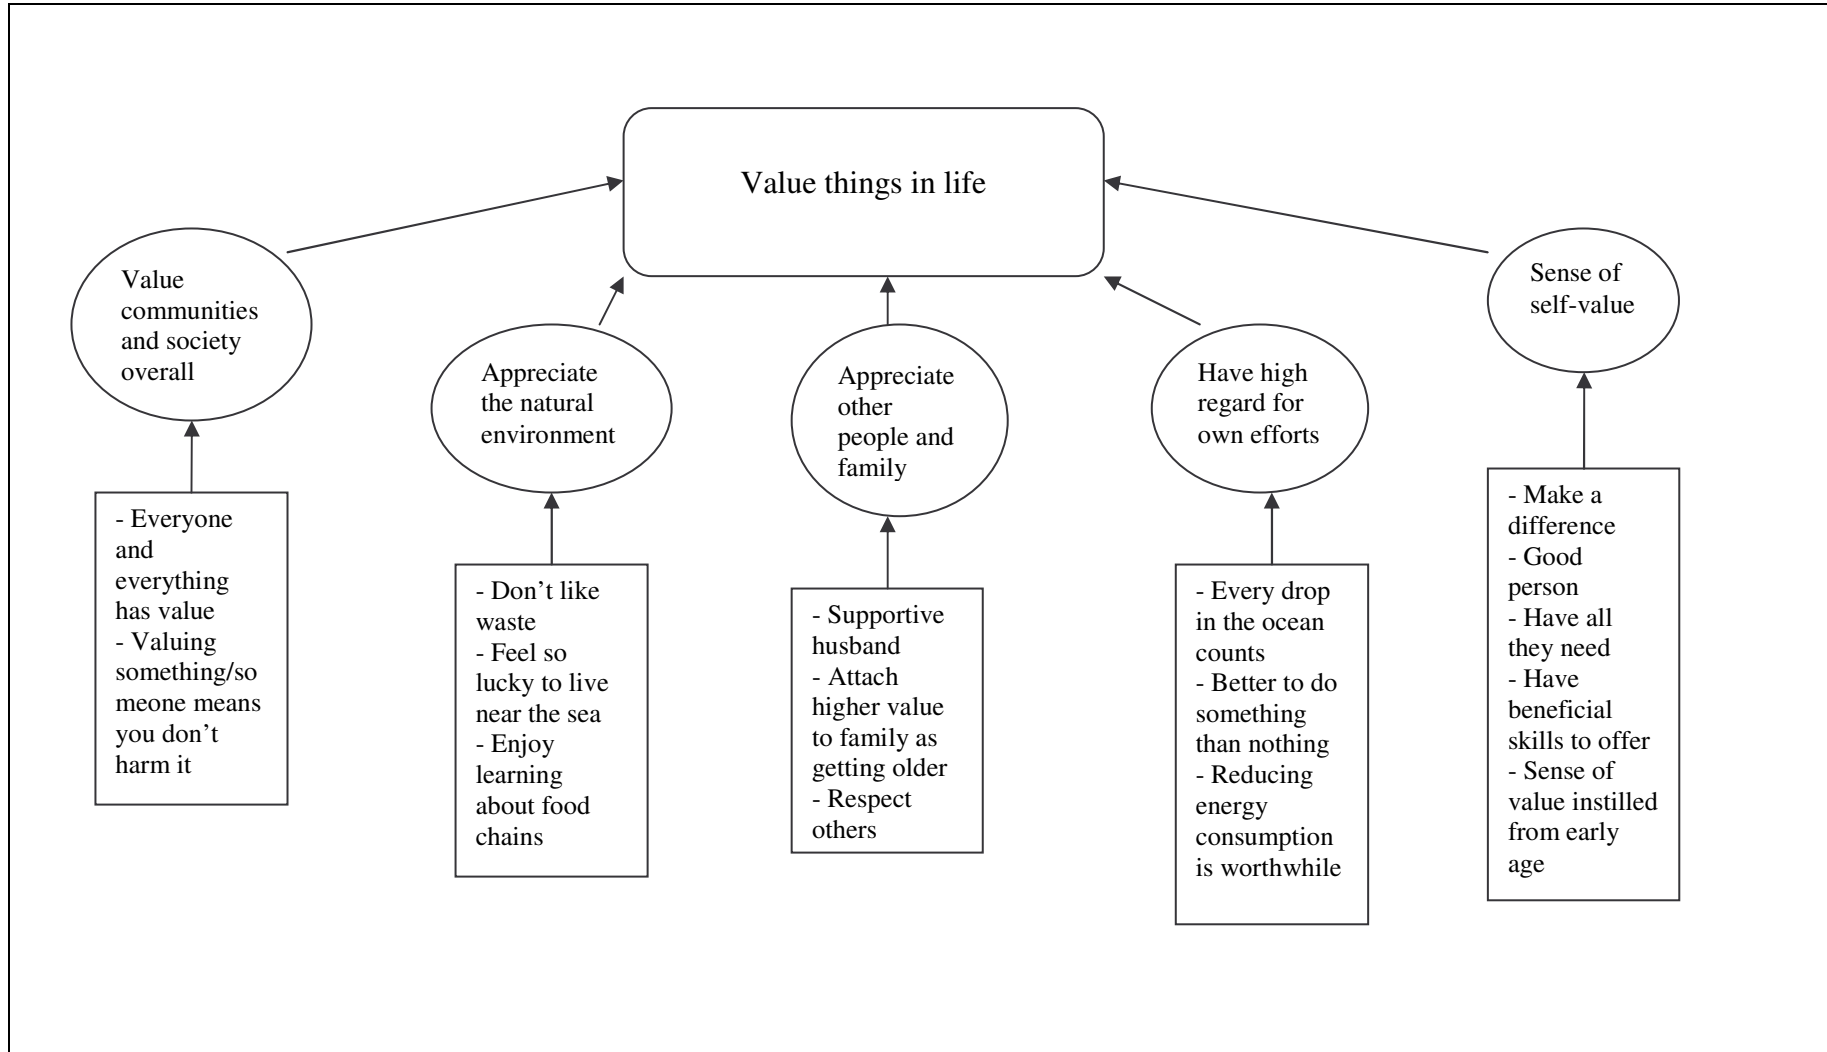 Value things in life
Value
communities
and society
overall
Appreciate
the natural
environment
Appreciate
other
people and
family
Have high
regard for
own efforts
Sense of
self-value
- Everyone
and
everything
has value
- Valuing
something/so
meone means
you don’t
harm it
- Don’t like
waste
- Feel so
lucky to live
near the sea
- Enjoy
learning
about food
chains
- Supportive
husband
- Attach
higher value
to family as
getting older
- Respect
others
- Every drop
in the ocean
counts
- Better to do
something
than nothing
- Reducing
energy
consumption
is worthwhile
- Make a
difference
- Good
person
- Have all
they need
- Have
beneficial
skills to offer
- Sense of
value instilled
from early
age